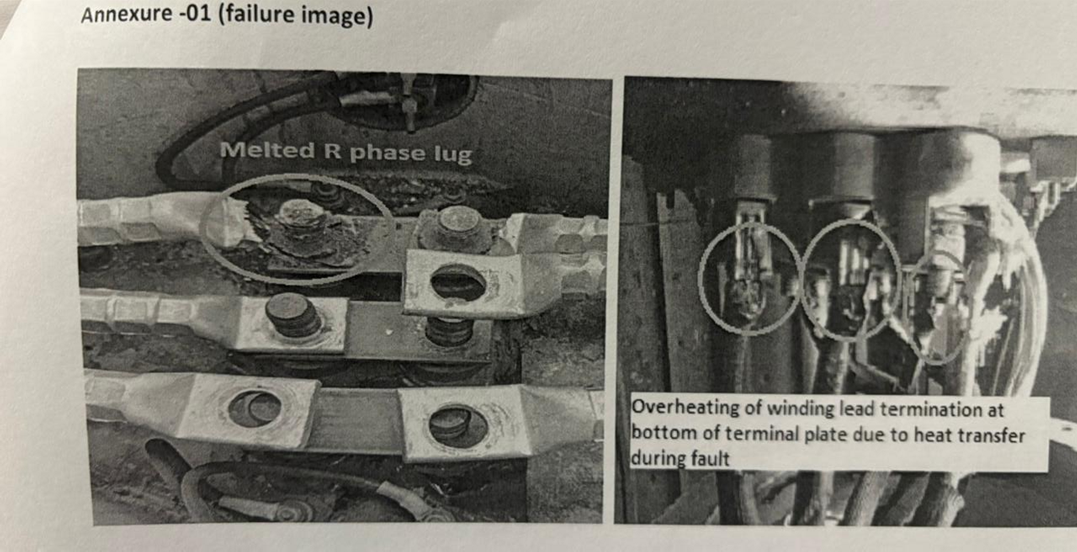 Annexure -01 (failure image)
Melted R phase lug
Overheating of winding lead termination at
bottom of terminal plate due to heat transfer
during fault